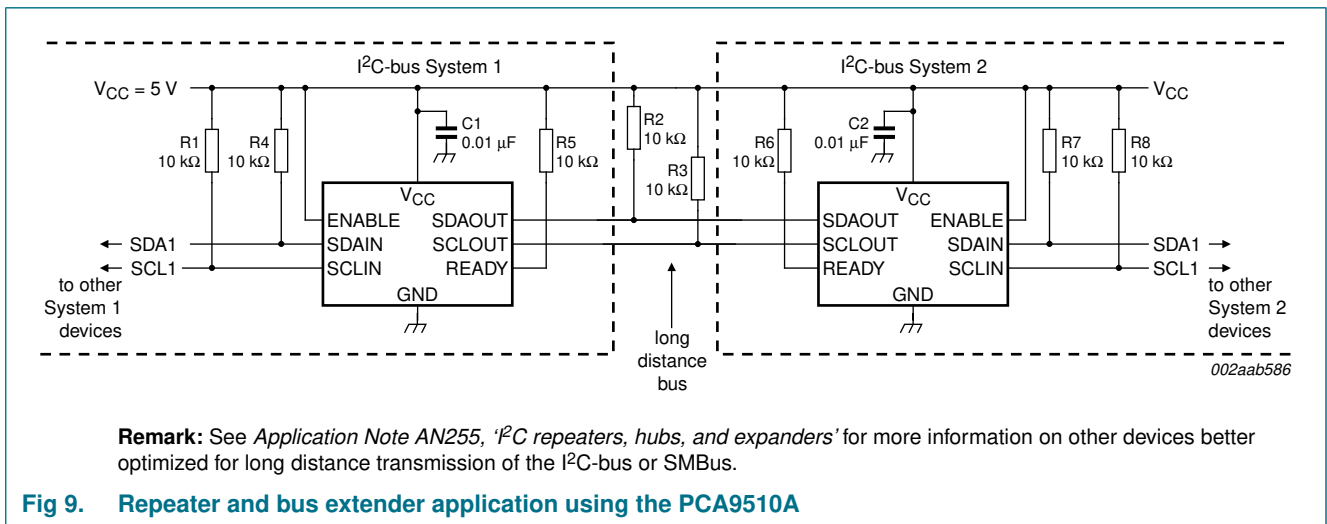 I²C-bus System 1
I²C-bus System 2
VCC = 5 V
VCC
R1
10 kΩ
R4
10 kΩ
C1
0.01 μF
R5
10 kΩ
R2
10 kΩ
R3
10 kΩ
R6
10 kΩ
C2
0.01 μF
R7
10 kΩ
R8
10 kΩ
VCC
ENABLE SDAOUT
SDAIN SCLOUT
SCLIN READY
GND
VCC
SDAOUT ENABLE
SCLOUT SDAIN
READY SCLIN
GND
SDA1
SCL1
to other
System 1
devices
long
distance
bus
SDA1
SCL1
to other
System 2
devices
002aab586
Remark: See Application Note AN255, ‘I²C repeaters, hubs, and expanders’ for more information on other devices better
optimized for long distance transmission of the I²C-bus or SMBus.
Fig 9. Repeater and bus extender application using the PCA9510A